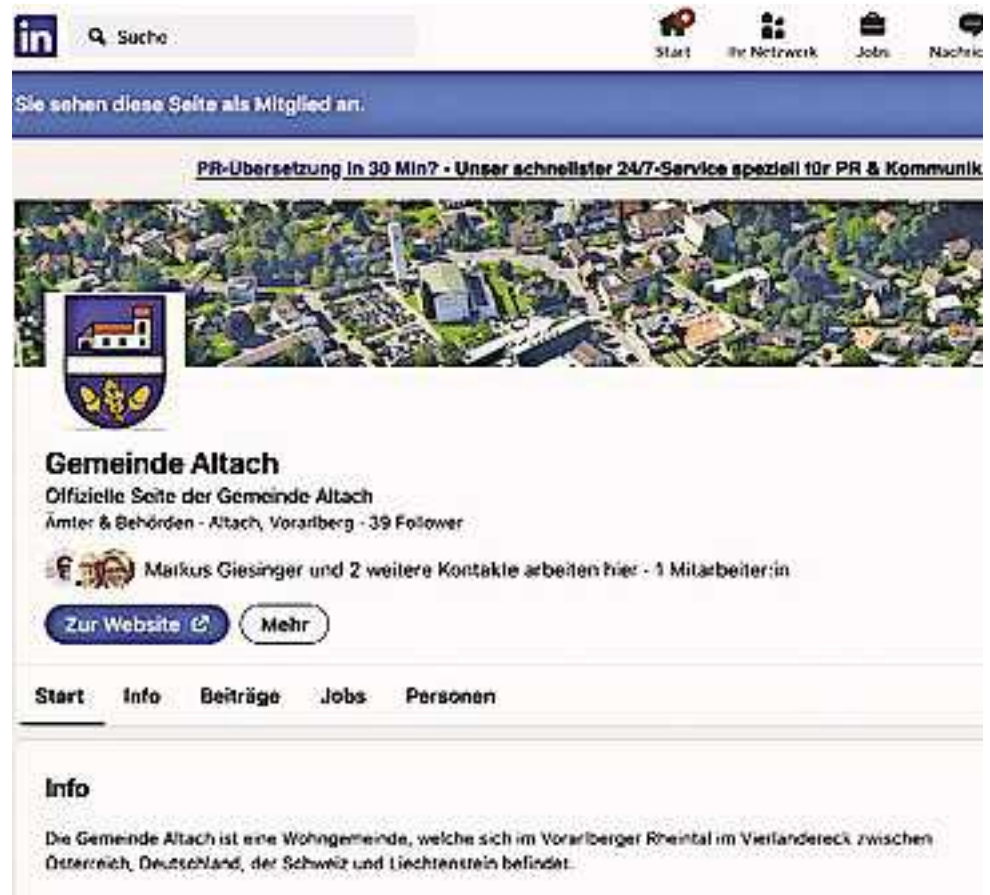 in Suche
Start Ihr Netzwerk Jobs Nachric
Sie sehen diese Seite als Mitglied an.
PR-Übersetzung in 30 Min? - Unser schnellster 24/7-Service speziell für PR & Kommunik
Gemeinde Altach
Offizielle Seite der Gemeinde Altach
Ämter & Behörden - Altach, Vorarlberg - 39 Follower
Markus Giesinger und 2 weitere Kontakte arbeiten hier - 1 Mitarbeiter:in
Zur Website Mehr
Start Info Beiträge Jobs Personen
Info
Die Gemeinde Altach ist eine Wohngemeinde, welche sich im Vorarlberger Rheintal im Vierländereck zwischen
Österreich, Deutschland, der Schweiz und Liechtenstein befindet.